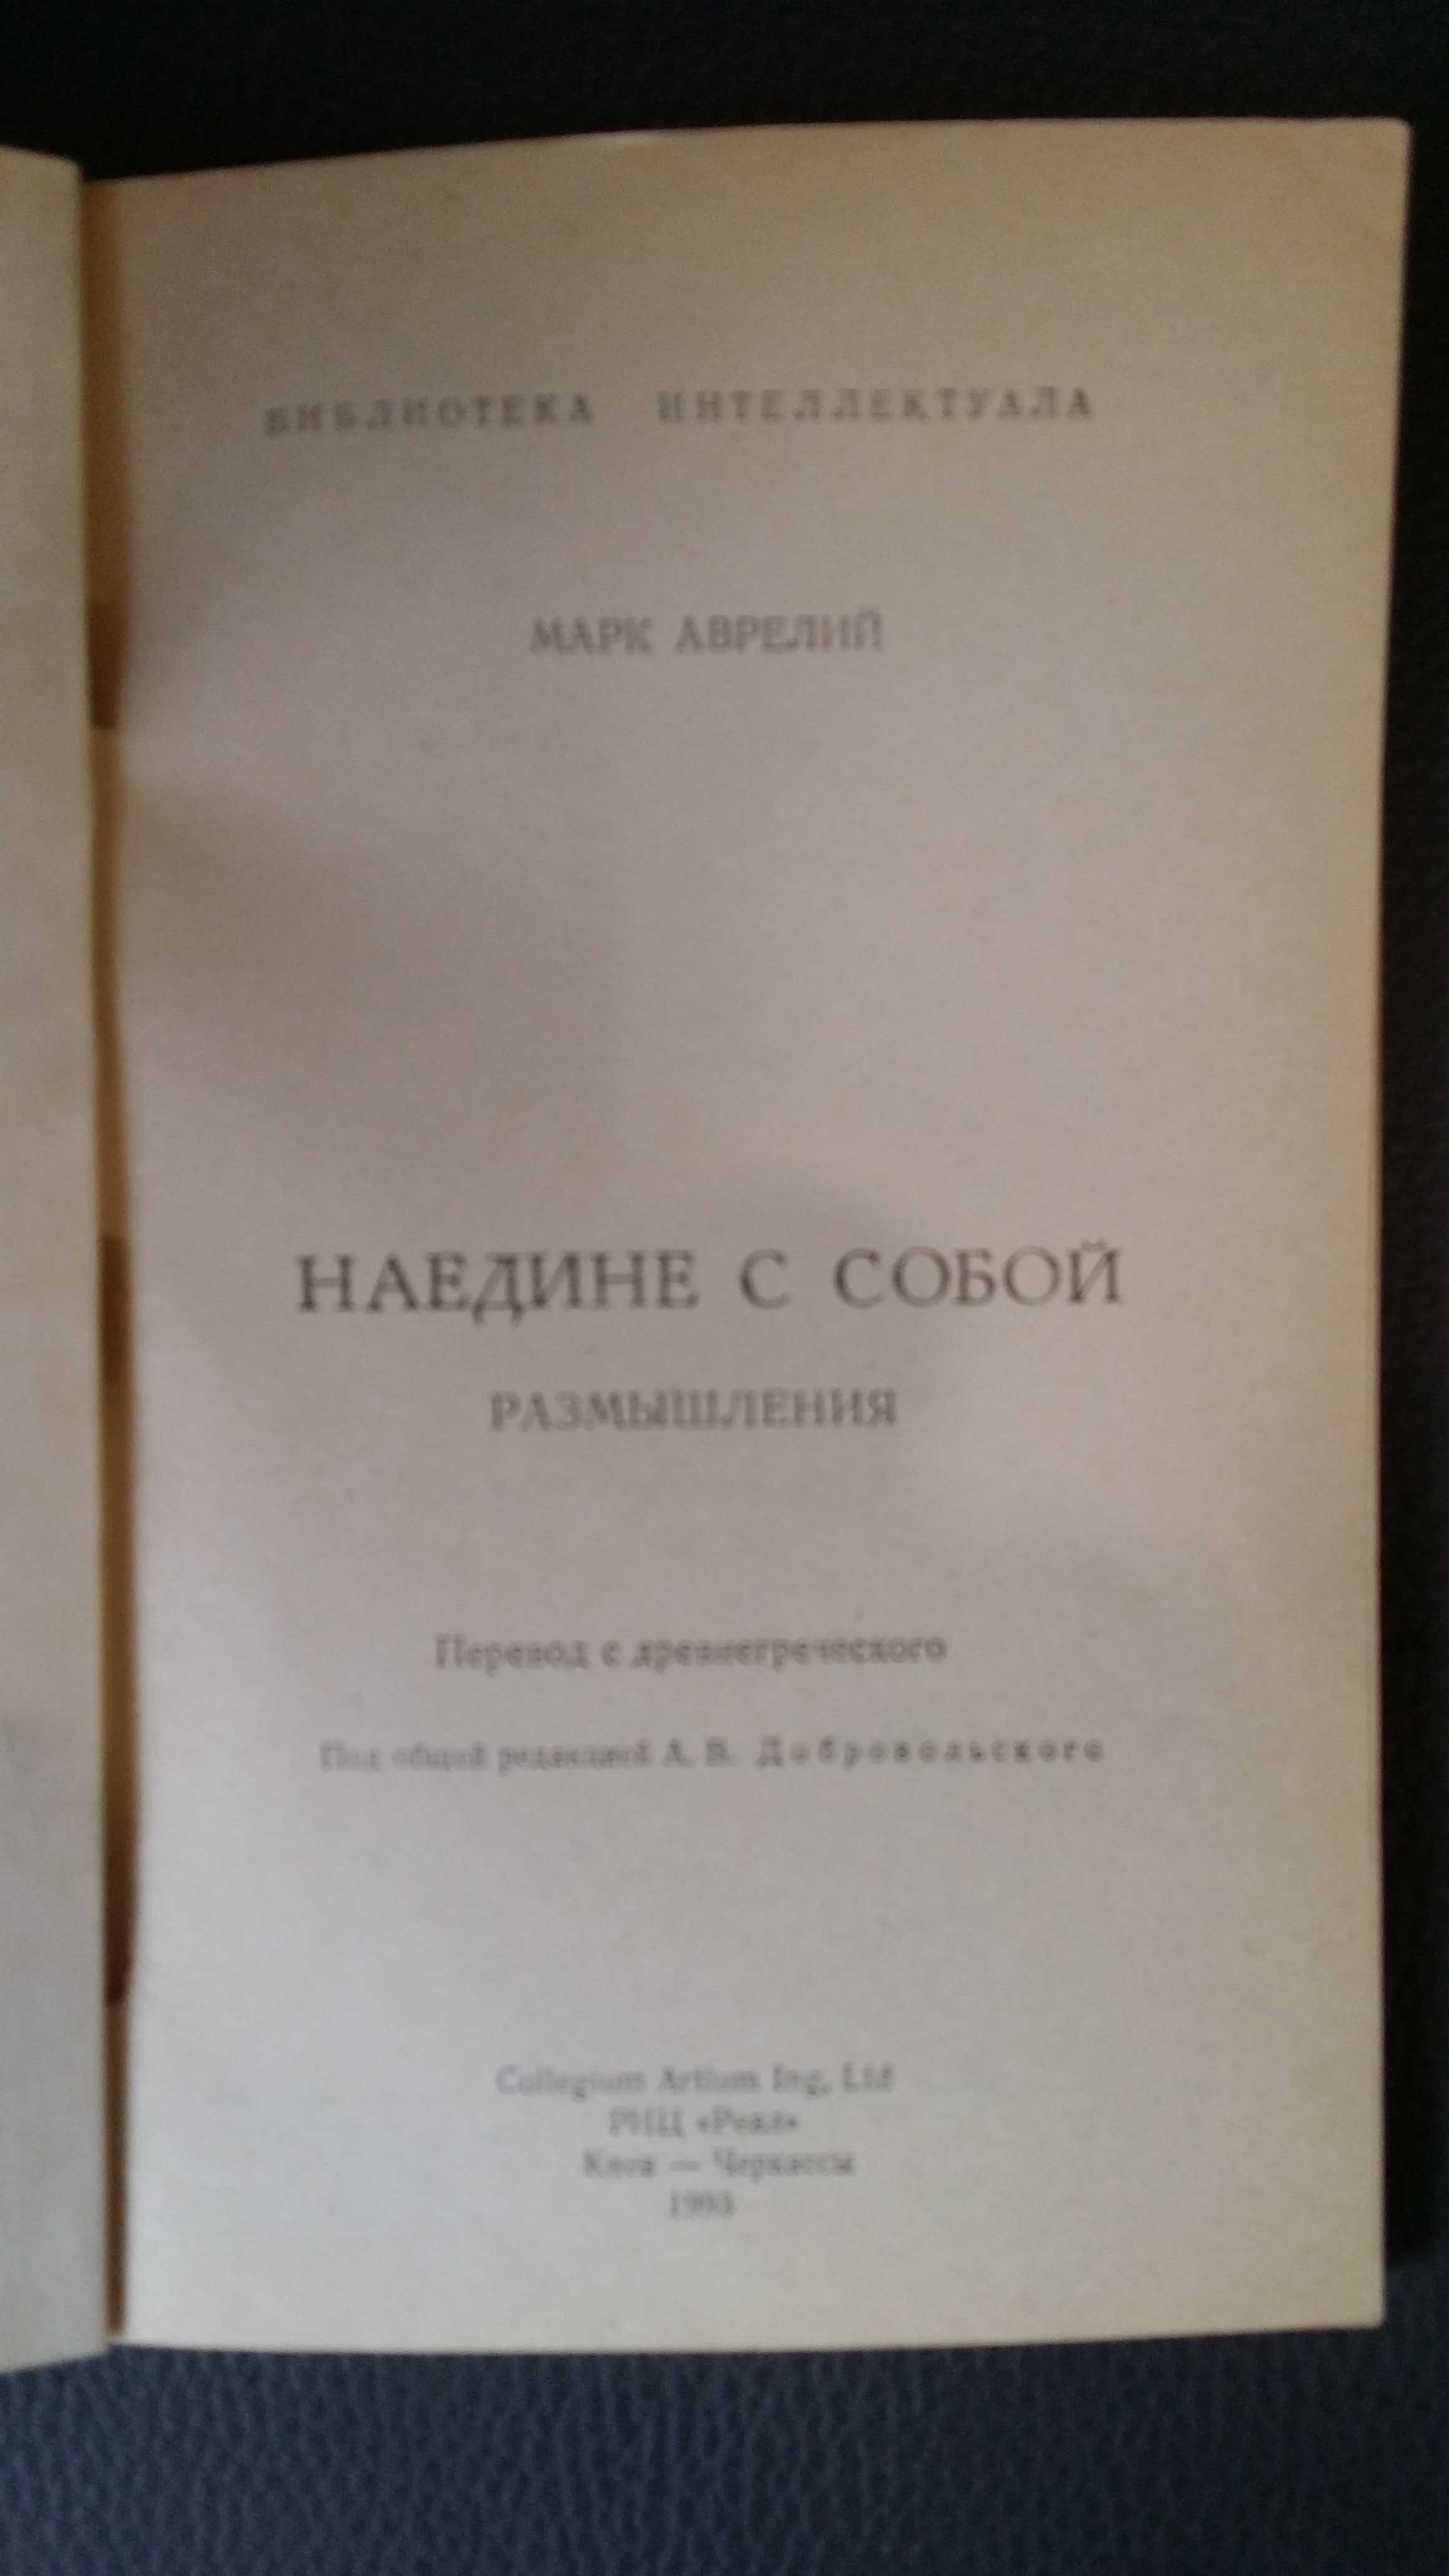 БИБЛИОТЕКА ИНТЕЛЛЕКТУАЛА
МАРК АВРЕЛИЙ
НАЕДИНЕ С СОБОЙ
РАЗМЫШЛЕНИЯ
Перевод с древнегреческого
Под общей редакцией А. В. Добровольского
Collegium Artium Ing, Ltd
РИЦ «Реал»
Киев — Черкассы
1993